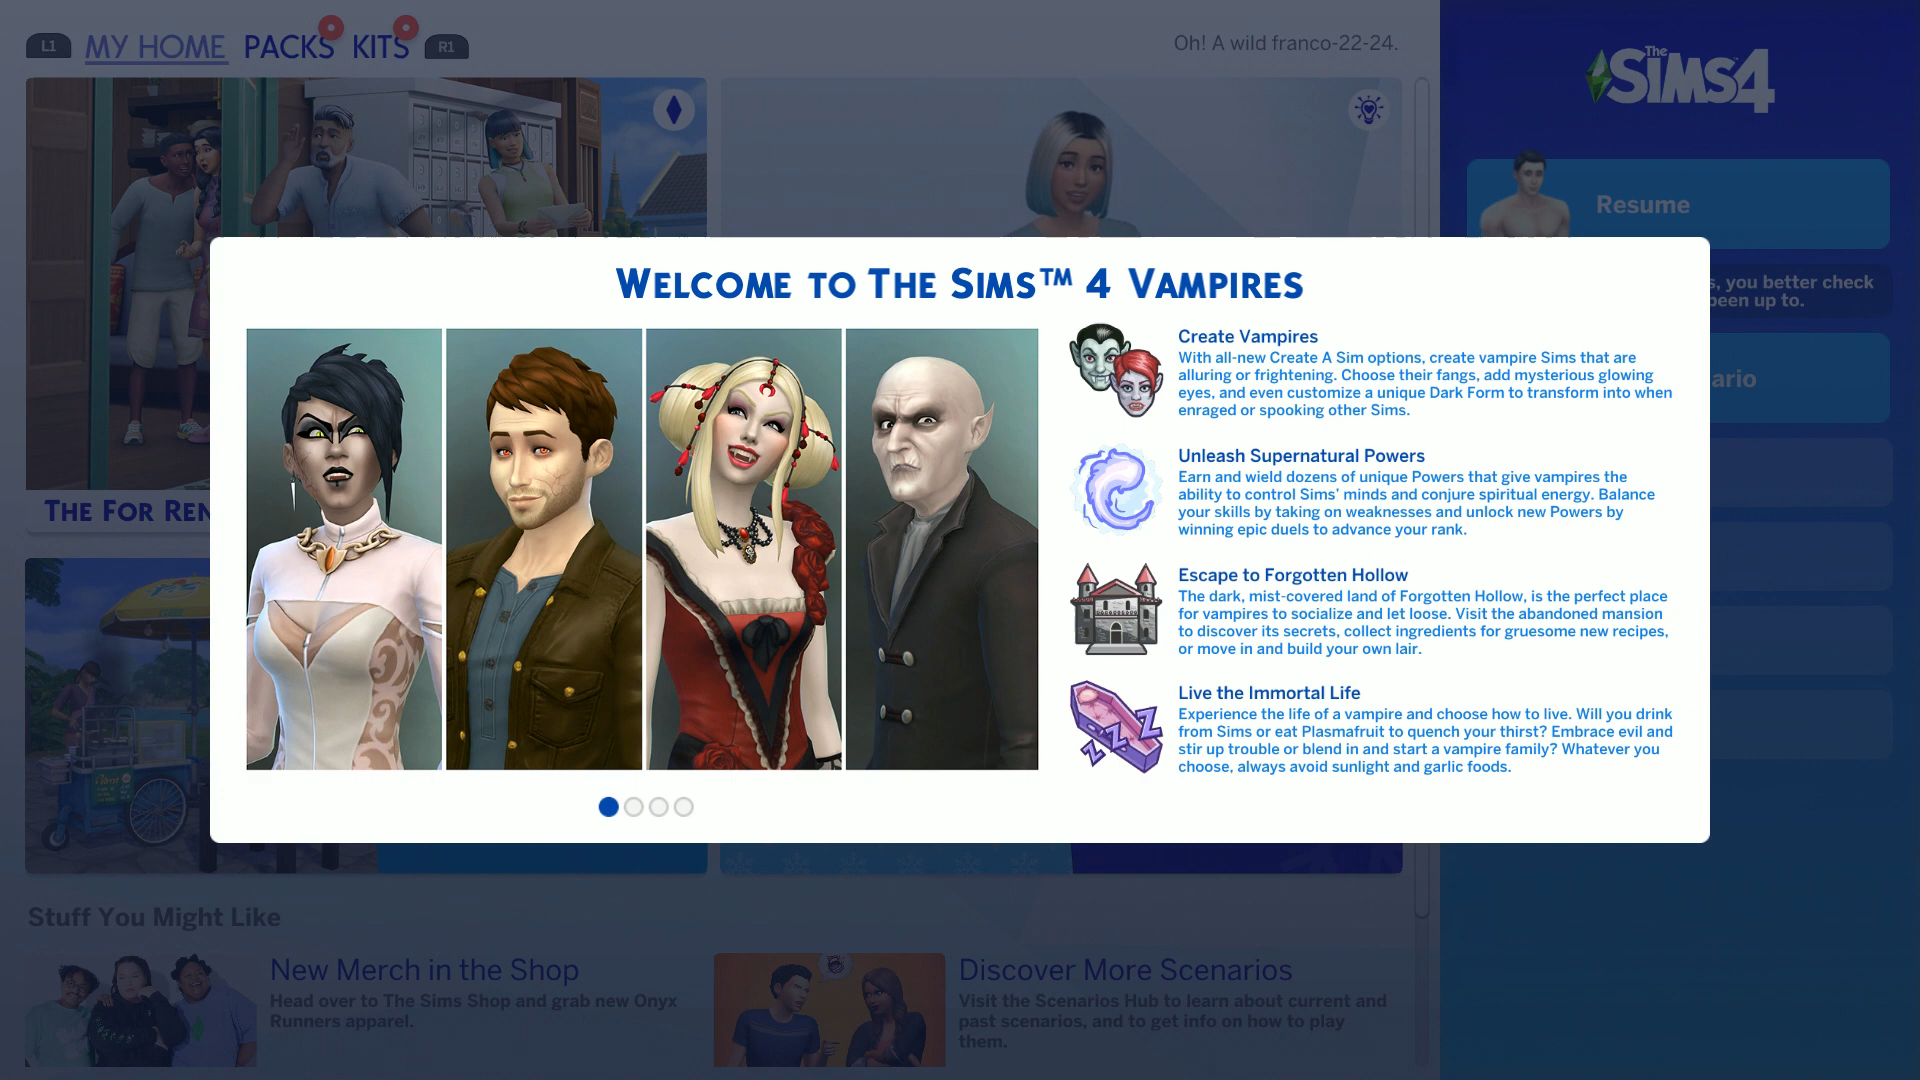 L1
MY HOME
PACKS
KITS
R1
Oh! A wild franco-22-24.
The SiMS 4
Resume
, you better check
been up to.
THE FOR REN
WELCOME TO THE SIMS™ 4 VAMPIRES
Create Vampires
With all-new Create A Sim options, create vampire Sims that are
alluring or frightening. Choose their fangs, add mysterious glowing
eyes, and even customize a unique Dark Form to transform into when
enraged or spooking other Sims.
Unleash Supernatural Powers
Earn and wield dozens of unique Powers that give vampires the
ability to control Sims' minds and conjure spiritual energy. Balance
your skills by taking on weaknesses and unlock new Powers by
winning epic duels to advance your rank.
Escape to Forgotten Hollow
The dark, mist-covered land of Forgotten Hollow, is the perfect place
for vampires to socialize and let loose. Visit the abandoned mansion
to discover its secrets, collect ingredients for gruesome new recipes,
or move in and build your own lair.
Live the Immortal Life
Experience the life of a vampire and choose how to live. Will you drink
from Sims or eat Plasmafruit to quench your thirst? Embrace evil and
stir up trouble or blend in and start a vampire family? Whatever you
choose, always avoid sunlight and garlic foods.
ario
Stuff You Might Like
New Merch in the Shop
Head over to The Sims Shop and grab new Onyx
Runners apparel.
Discover More Scenarios
Visit the Scenarios Hub to learn about current and
past scenarios, and to get info on how to play
them.